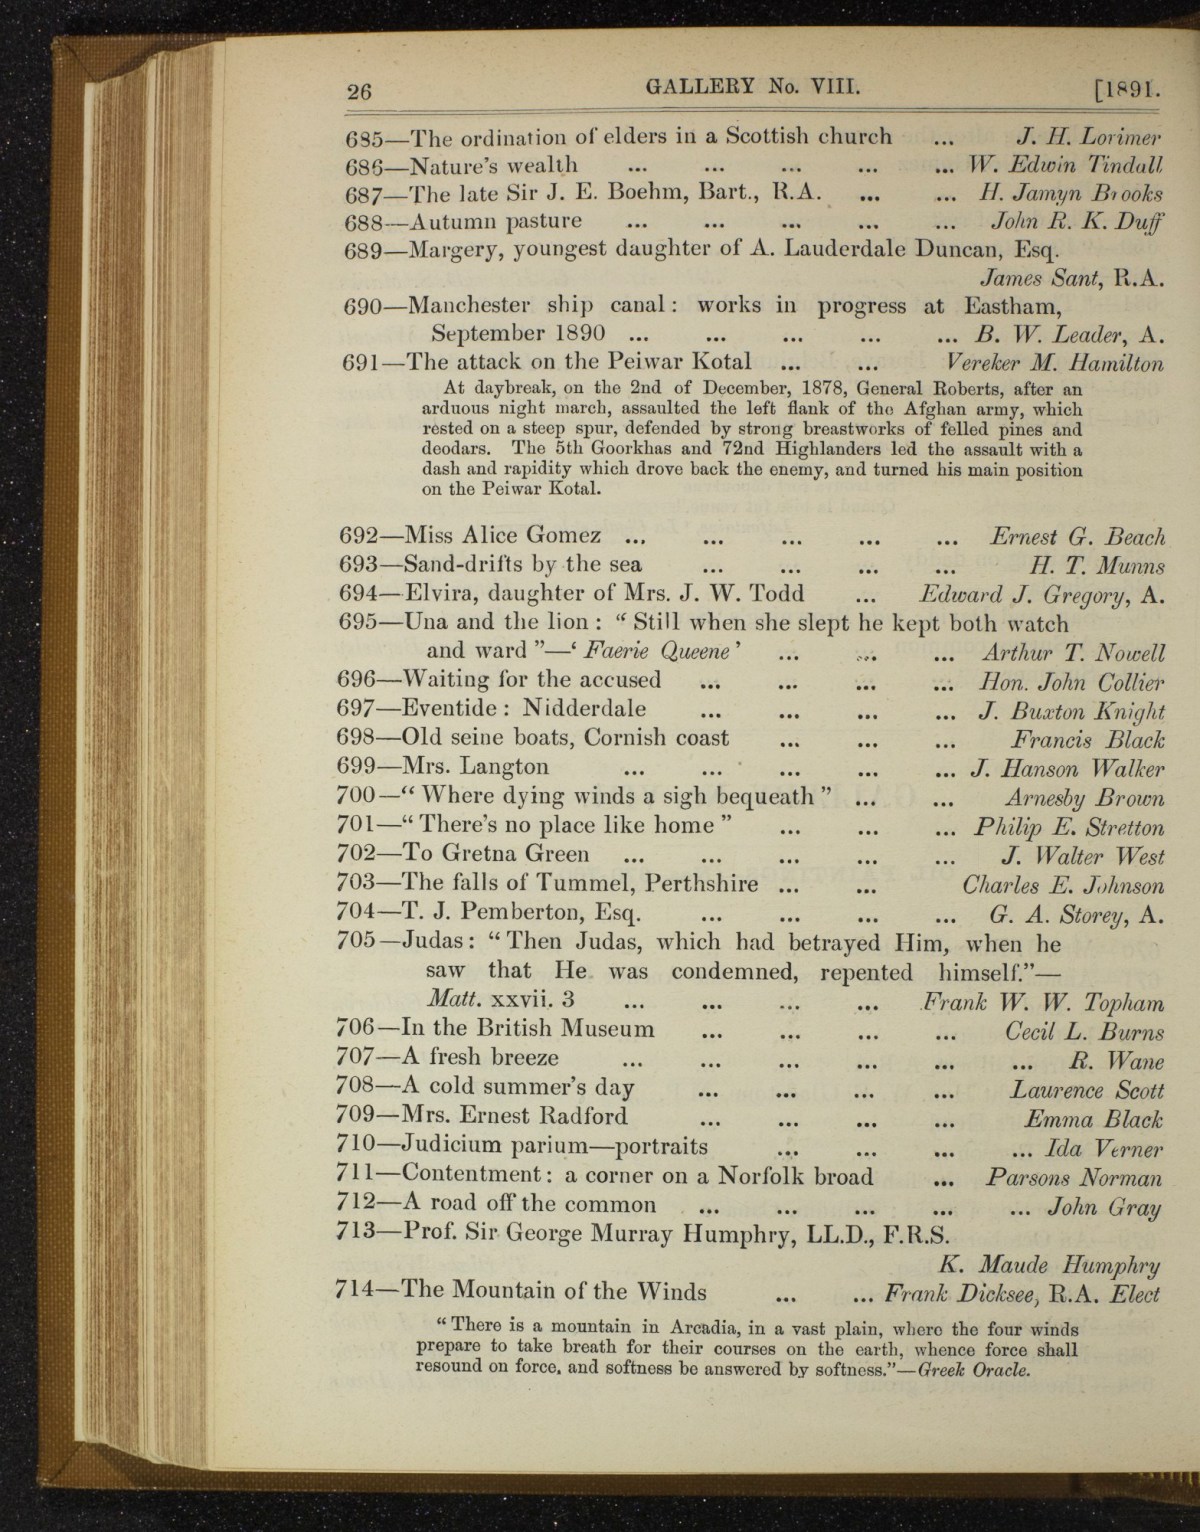 26 GALLERY No. VIII. [1891.
685—The ordination of elders in a Scottish church ... J. H. Lorimer
686—Nature's wealth ... ... ... ... ... W. Edwin Tindall
687—The late Sir J. E. Boehm, Bart., R.A. ... ... H. Jamyn Brooks
688—Autumn pasture ... ... ... ... ... John R. K. Duff
689—Margery, youngest daughter of A. Lauderdale Duncan, Esq.
James Sant, R.A.
690—Manchester ship canal: works in progress at Eastham,
September 1890 ... ... ... ... ... B. W. Leader, A.
691—The attack on the Peiwar Kotal ... ... Vereker M. Hamilton
At daybreak, on the 2nd of December, 1878, General Roberts, after an
arduous night march, assaulted the left flank of the Afghan army, which
rested on a steep spur, defended by strong breastworks of felled pines and
deodars. The 5th Goorkhas and 72nd Highlanders led the assault with a
dash and rapidity which drove back the enemy, and turned his main position
on the Peiwar Kotal.
692—Miss Alice Gomez ... ... ... ... ... Ernest G. Beach
693—Sand-drifts by the sea ... ... ... ... H. T. Munns
694—Elvira, daughter of Mrs. J. W. Todd ... Edward J. Gregory, A.
695—Una and the lion : “ Still when she slept he kept both watch
and ward ”—‘ Faerie Queene ’ ... ... ... Arthur T. Nowell
696—Waiting for the accused ... ... ... ... Hon. John Collier
697—Eventide : Nidderdale ... ... ... ... J. Buxton Knight
698—Old seine boats, Cornish coast ... ... ... Francis Black
699—Mrs. Langton ... ... ... ... ... J. Hanson Walker
700—“ Where dying winds a sigh bequeath ” ... ... Arnesby Brown
701—“ There's no place like home ” ... ... ... Philip E. Stretton
702—To Gretna Green ... ... ... ... ... J. Walter West
703—The falls of Tummel, Perthshire ... ... Charles E. Johnson
704—T. J. Pemberton, Esq. ... ... ... ... G. A. Storey, A.
705—Judas: “ Then Judas, which had betrayed Him, when he
saw that He was condemned, repented himself.”—
Matt. xxvii. 3 ... ... ... ... Frank W. W. Topham
706—In the British Museum ... ... ... ... Cecil L. Burns
707—A fresh breeze ... ... ... ... ... ... R. Wane
708—A cold summer's day ... ... ... ... Laurence Scott
709—Mrs. Ernest Radford ... ... ... ... Emma Black
710—Judicium parium—portraits ... ... ... ... Ida Verner
711—Contentment: a corner on a Norfolk broad ... Parsons Norman
712—A road off the common ... ... ... ... ... John Gray
713—Prof. Sir George Murray Humphry, LL.D., F.R.S.
K. Maude Humphry
714—The Mountain of the Winds ... ... Frank Dicksee, R.A. Elect
“ There is a mountain in Arcadia, in a vast plain, where the four winds
prepare to take breath for their courses on the earth, whence force shall
resound on force, and softness be answered by softness.”—Greek Oracle.